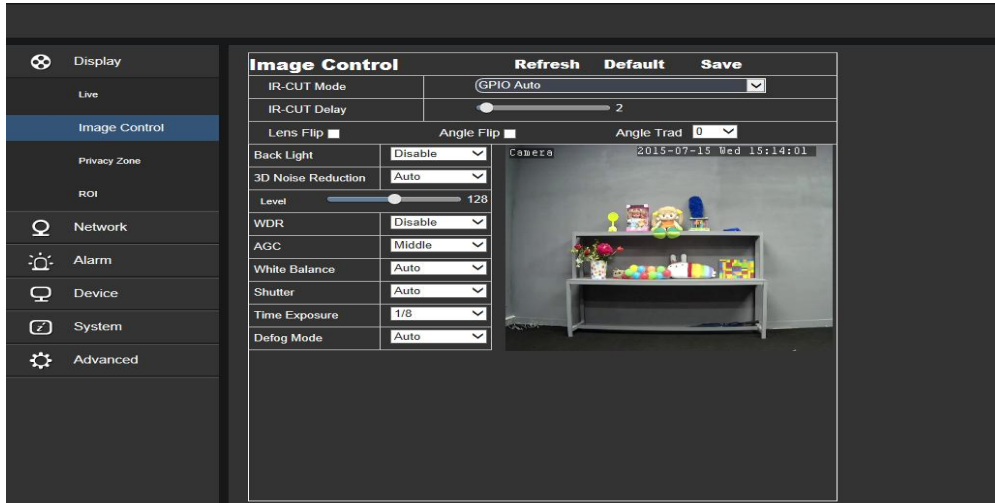 Display
Live
Image Control
Privacy Zone
ROI
Network
Alarm
Device
System
Advanced
Image Control Refresh Default Save
IR-CUT Mode GPIO Auto
IR-CUT Delay 2
Lens Flip Angle Flip Angle Trad 0
Back Light Disable
3D Noise Reduction Auto
Level 128
WDR Disable
AGC Middle
White Balance Auto
Shutter Auto
Time Exposure 1/8
Defog Mode Auto
Camera 2015-07-15 Wed 15:14:01